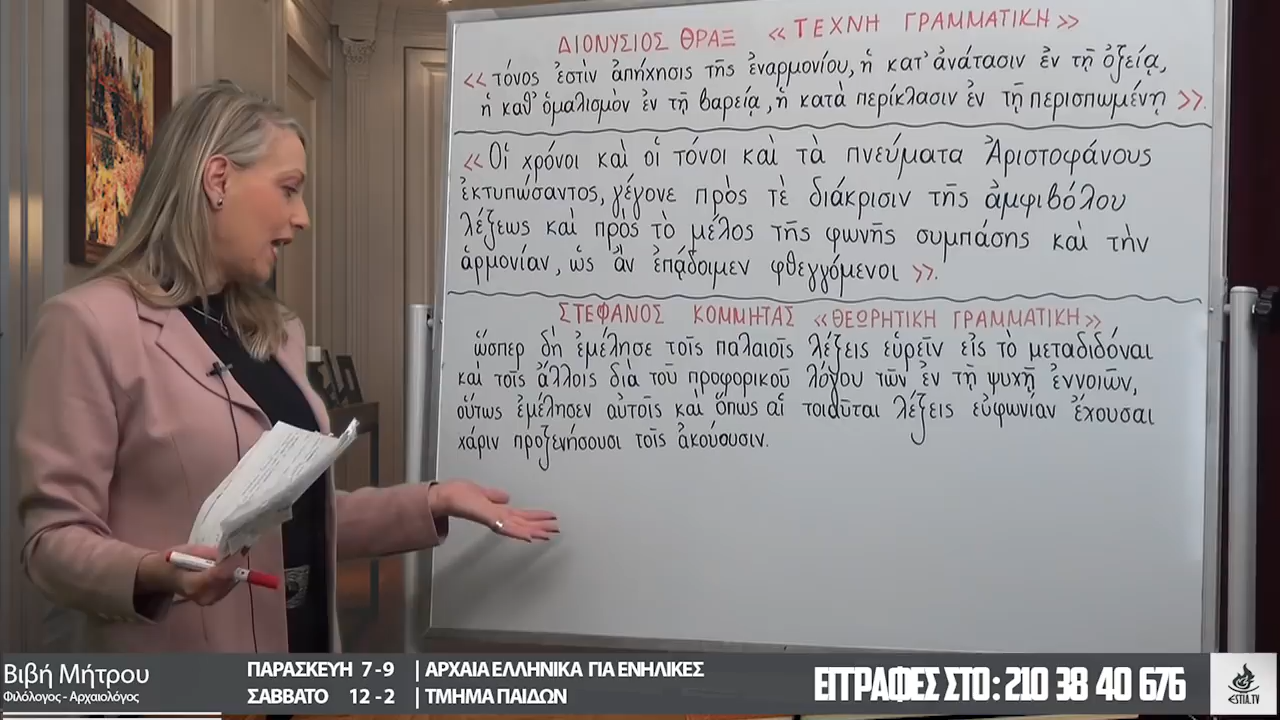 ΔΙΟΝΥΣΙΟΣ ΘΡΑΞ « ΤΕΧΝΗ ΓΡΑΜΜΑΤΙΚΗ »
« τόνος ἐστὶν ἀπήχησις τῆς ἐναρμονίου, ἡ κατ' ἀνάτασιν ἐν τῇ ὀξείᾳ,
ἡ καθ' ὁμαλισμὸν ἐν τῇ βαρείᾳ, ἡ κατὰ περίκλασιν ἐν τῇ περισπωμένῃ ».
« Οἱ χρόνοι καὶ οἱ τόνοι καὶ τὰ πνεύματα Ἀριστοφάνους
ἐκτυπώσαντος, γέγονε πρὸς τὲ διάκρισιν τῆς ἀμφιβόλου
λέξεως καὶ πρὸς τὸ μέλος τῆς φωνῆς συμπάσης καὶ τὴν
ἁρμονίαν, ὡς ἂν ἐπᾴδοιμεν φθεγγόμενοι ».
ΣΤΕΦΑΝΟΣ ΚΟΜΜΗΤΑΣ «ΘΕΩΡΗΤΙΚΗ ΓΡΑΜΜΑΤΙΚΗ»
ὥσπερ δὴ ἐμέλησε τοῖς παλαιοῖς λέξεις εὑρεῖν εἰς τὸ μεταδιδόναι
καὶ τοῖς ἄλλοις διὰ τοῦ προφορικοῦ λόγου τῶν ἐν τῇ ψυχῇ ἐννοιῶν,
οὕτως ἐμέλησεν αὐτοῖς καὶ ὅπως αἱ τοιαῦται λέξεις εὐφωνίαν ἔχουσαι
χάριν προξενήσουσι τοῖς ἀκούουσιν.
Βιβή Μήτρου
Φιλόλογος - Αρχαιολόγος
ΠΑΡΑΣΚΕΥΗ 7-9 | ΑΡΧΑΙΑ ΕΛΛΗΝΙΚΑ ΓΙΑ ΕΝΗΛΙΚΕΣ
ΣΑΒΒΑΤΟ 12-2 | ΤΜΗΜΑ ΠΑΙΔΩΝ
ΕΓΓΡΑΦΕΣ ΣΤΟ: 210 38 40 676
ΕSTIA.TV